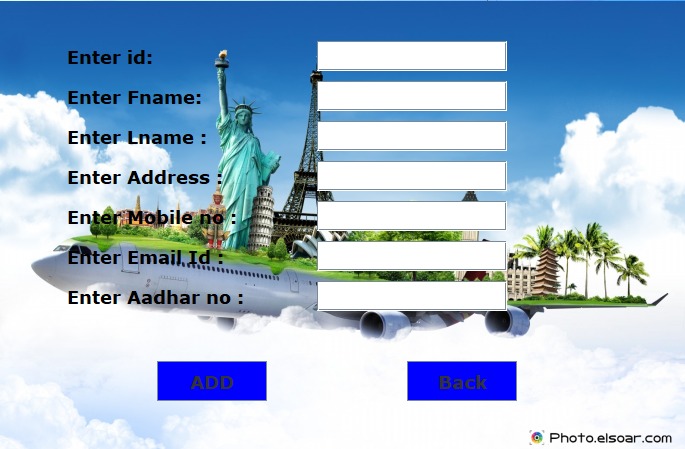 Enter id:
Enter Fname:
Enter Lname :
Enter Address :
Enter Mobile no :
Enter Email Id :
Enter Aadhar no :
ADD Back
Photo.elsoar.com